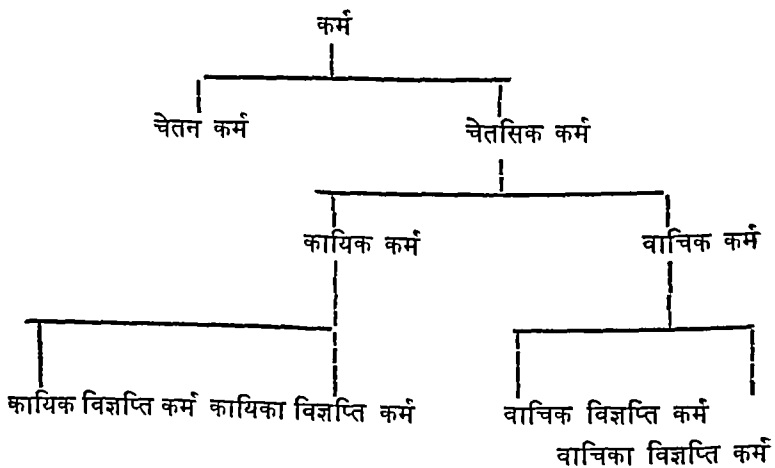 कर्म
चेतन कर्म चेतसिक कर्म
कायिक कर्म वाचिक कर्म
कायिक विज्ञप्ति कर्म कायिका विज्ञप्ति कर्म वाचिक विज्ञप्ति कर्म
वाचिका विज्ञप्ति कर्म